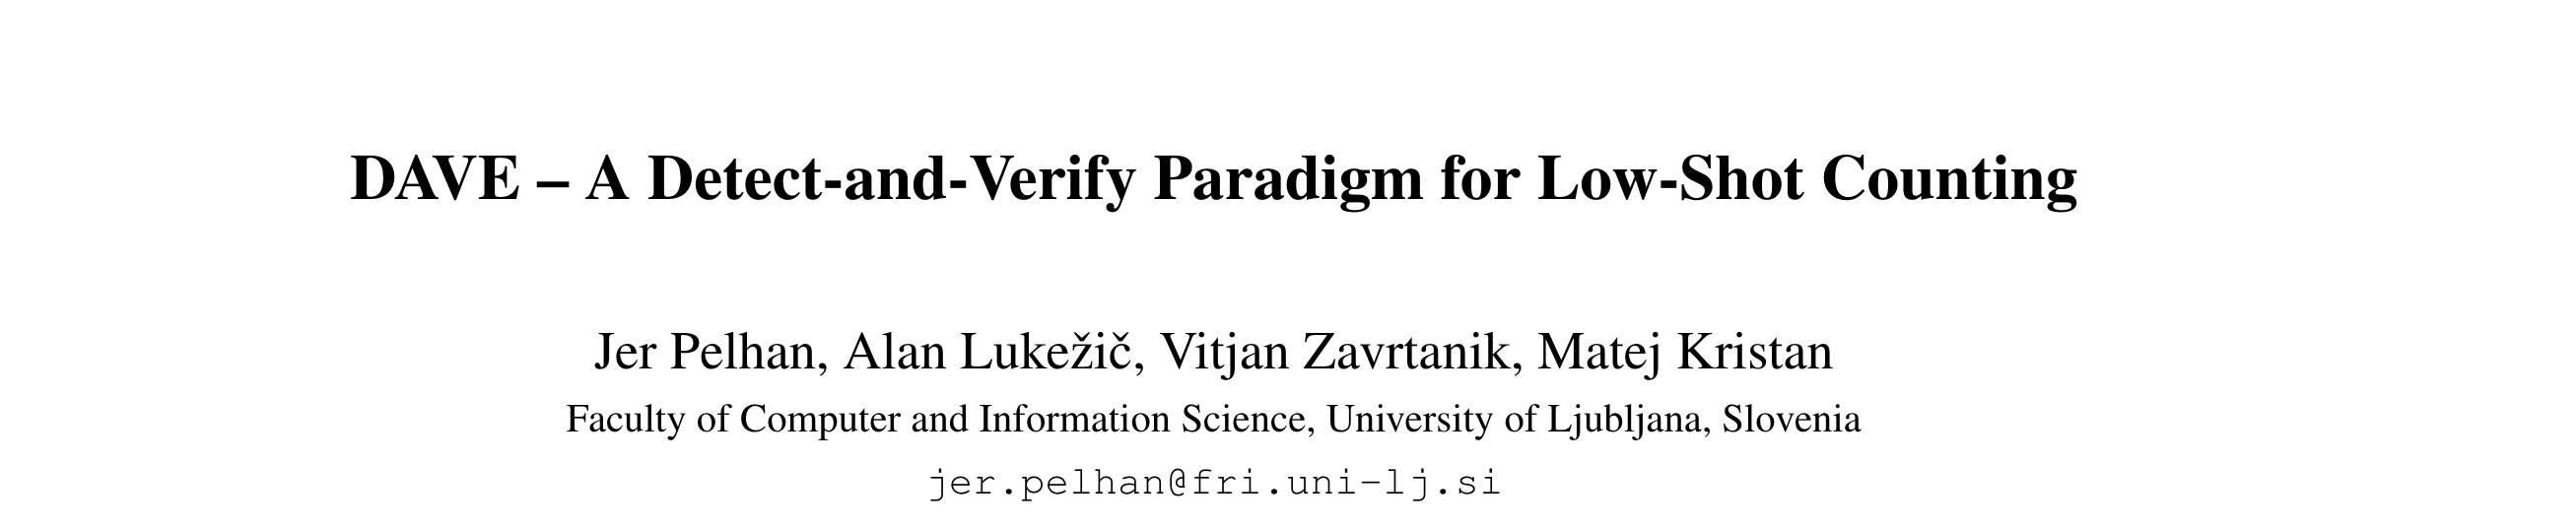 DAVE – A Detect-and-Verify Paradigm for Low-Shot Counting
Jer Pelhan, Alan Lukežič, Vitjan Zavrtanik, Matej Kristan
Faculty of Computer and Information Science, University of Ljubljana, Slovenia
jer.pelhan@fri.uni-lj.si